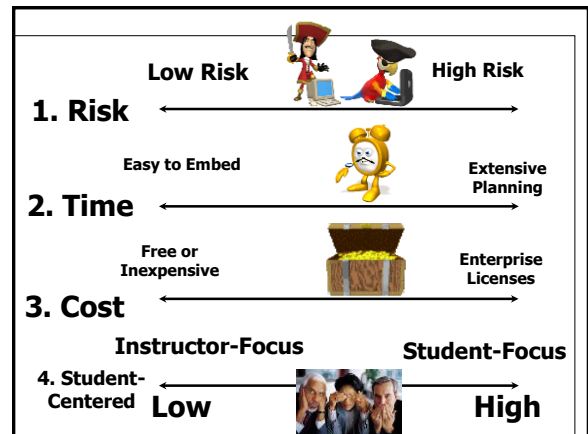 Low Risk
High Risk
1. Risk
Easy to Embed
Extensive
Planning
2. Time
Free or
Inexpensive
Enterprise
Licenses
3. Cost
Instructor-Focus
Student-Focus
4. Student-
Centered
Low
High